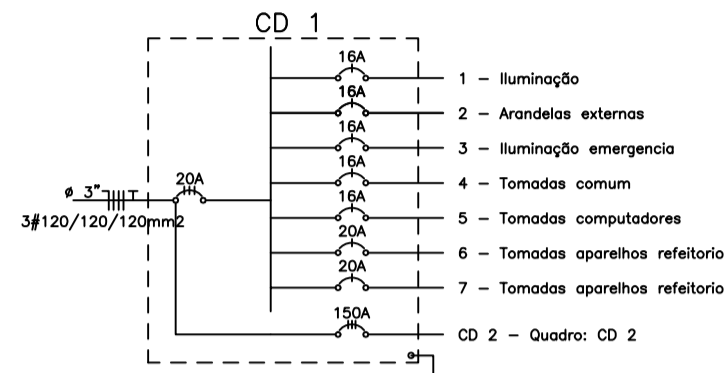 CD 1
16A
1 - Iluminação
16A
2 - Arandelas externas
16A
3 - Iluminação emergencia
ø 3"
20A
16A
4 - Tomadas comum
3#120/120/120mm2
16A
5 - Tomadas computadores
20A
6 - Tomadas aparelhos refeitorio
20A
7 - Tomadas aparelhos refeitorio
150A
CD 2 - Quadro: CD 2